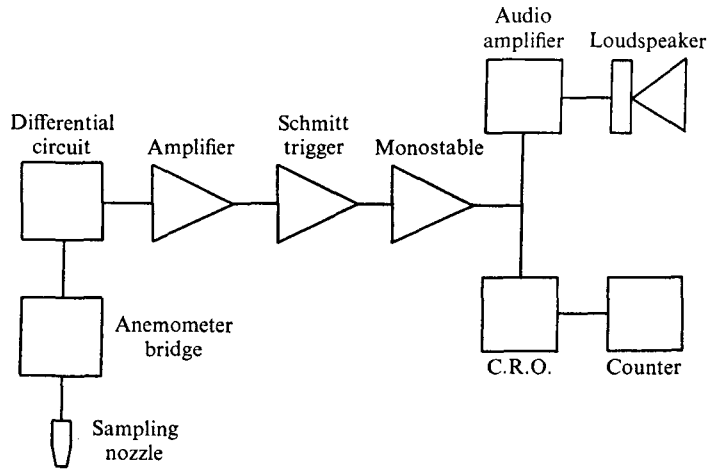 Audio
amplifier
Loudspeaker
Differential
circuit
Amplifier
Schmitt
trigger
Monostable
Anemometer
bridge
C.R.O.
Counter
Sampling
nozzle